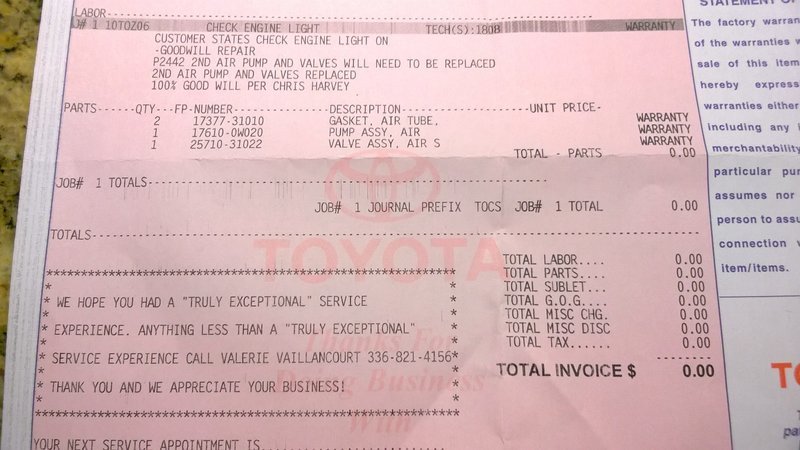 LABOR--------------------------------------------------
J# 1 10TOZ06 CHECK ENGINE LIGHT TECH(S):1808 WARRANTY
CUSTOMER STATES CHECK ENGINE LIGHT ON
-GOODWILL REPAIR
P2442 2ND AIR PUMP AND VALVES WILL NEED TO BE REPLACED
2ND AIR PUMP AND VALVES REPLACED
100% GOOD WILL PER CHRIS HARVEY
PARTS------QTY---FP-NUMBER---------------DESCRIPTION--------------------UNIT PRICE-
2 17377-31010 GASKET, AIR TUBE, WARRANTY
1 17610-0W020 PUMP ASSY, AIR WARRANTY
1 25710-31022 VALVE ASSY, AIR S WARRANTY
TOTAL - PARTS 0.00
JOB# 1 TOTALS--------------------------------------------------
JOB# 1 JOURNAL PREFIX TOCS JOB# 1 TOTAL 0.00
TOTALS--------------------------------------------------
TOYOTA
TOTAL LABOR.... 0.00
TOTAL PARTS.... 0.00
TOTAL SUBLET... 0.00
TOTAL G.O.G.... 0.00
TOTAL MISC CHG. 0.00
TOTAL MISC DISC 0.00
TOTAL TAX...... 0.00
--------
TOTAL INVOICE $ 0.00
************************************************************
* *
* WE HOPE YOU HAD A "TRULY EXCEPTIONAL" SERVICE *
* *
* EXPERIENCE. ANYTHING LESS THAN A "TRULY EXCEPTIONAL" *
* *
* SERVICE EXPERIENCE CALL VALERIE VAILLANCOURT 336-821-4156*
* *
* THANK YOU AND WE APPRECIATE YOUR BUSINESS! *
* *
************************************************************
Thanks For
Doing Business
With
YOUR NEXT SERVICE APPOINTMENT IS....................
STATEMENT OF
The factory warran
of the warranties w
sale of this item
hereby express
warranties either
including any
merchantability
particular pur
assumes nor
person to assu
connection
item/items.
TO